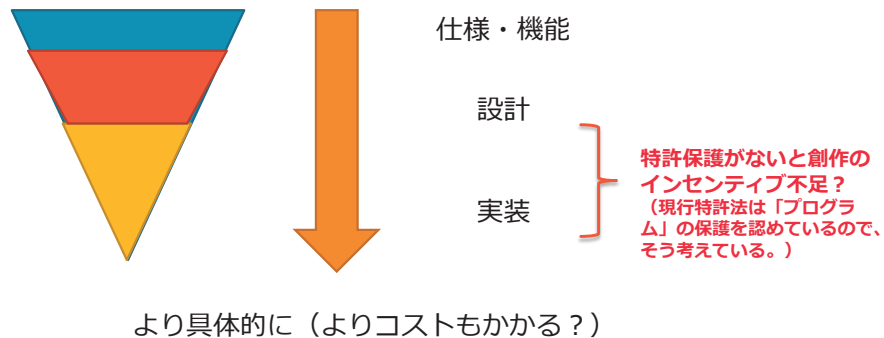 仕様・機能
設計
実装
特許保護がないと創作の
インセンティブ不足？
（現行特許法は「プログラ
ム」の保護を認めているので、
そう考えている。）
より具体的に（よりコストもかかる？）